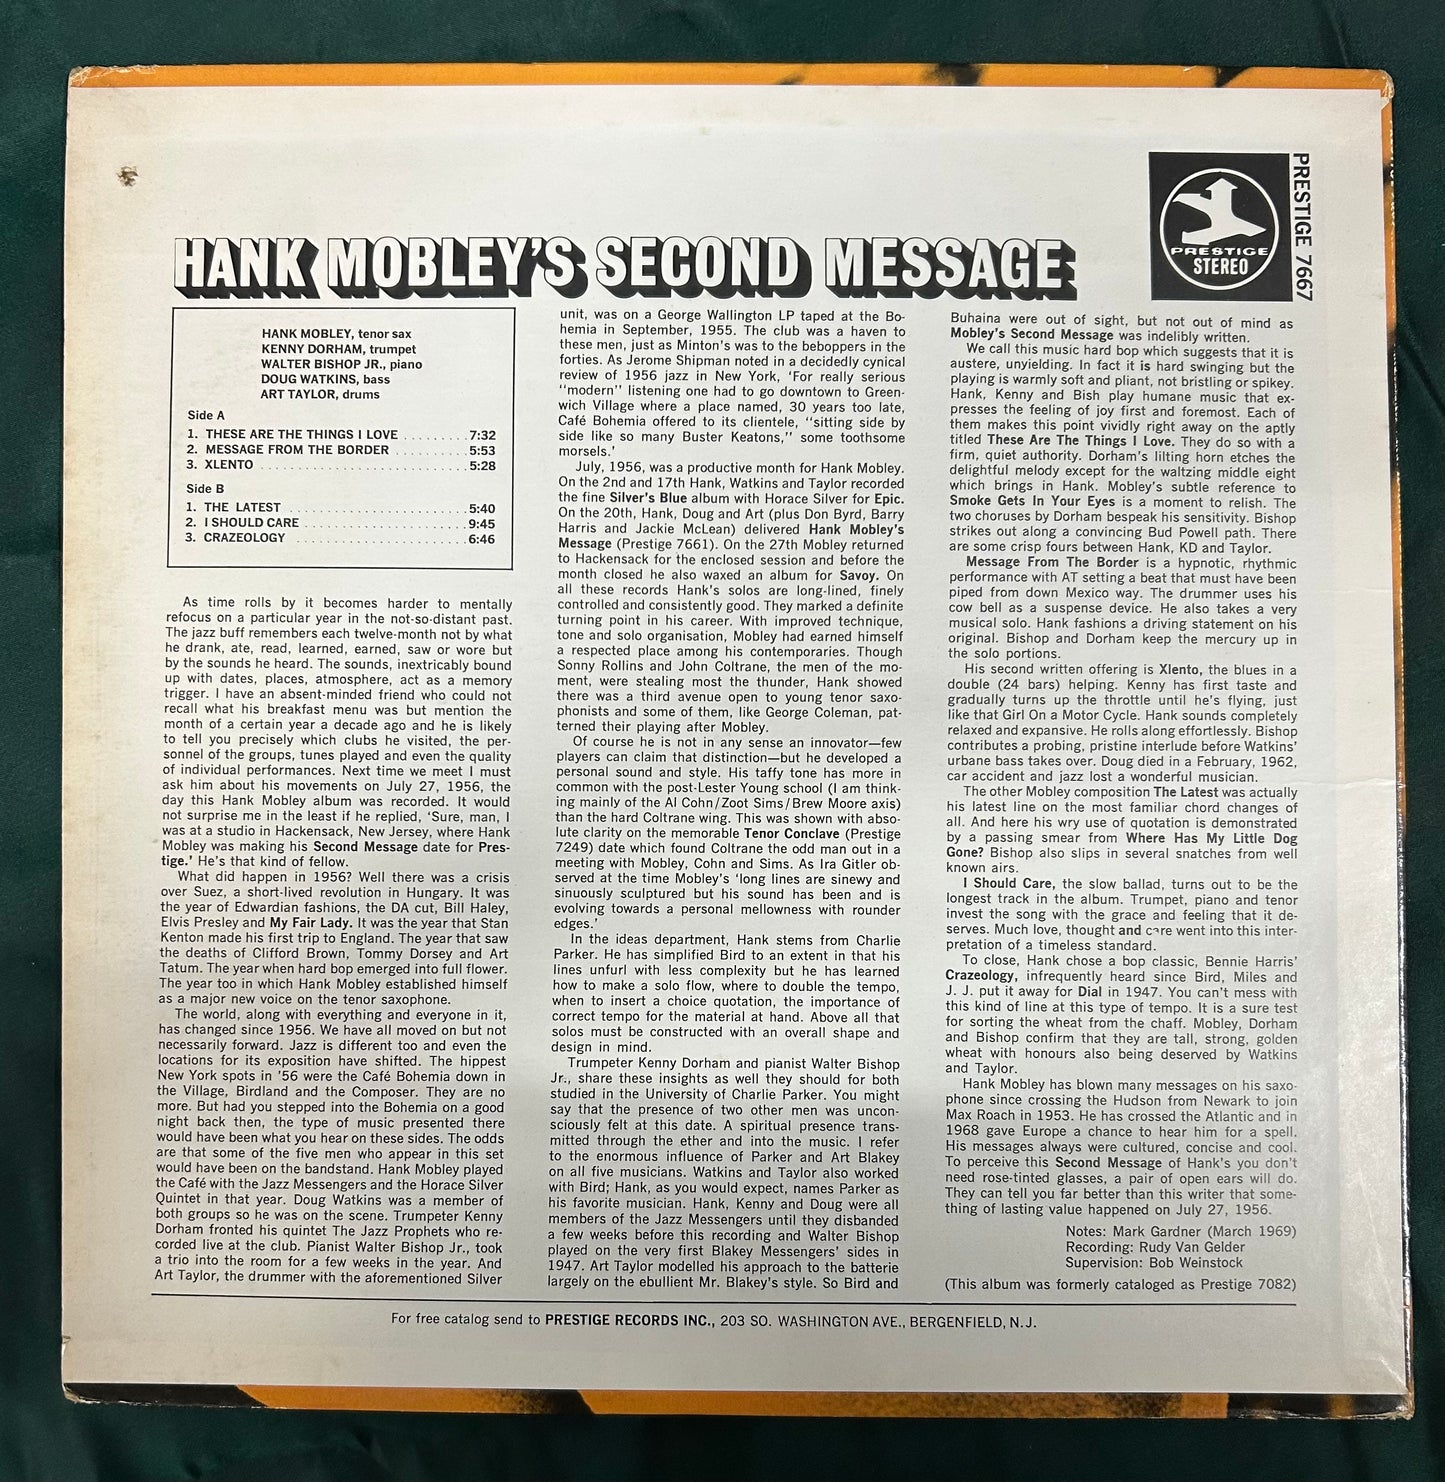 PRESTIGE 7667
PRESTIGE
STEREO
HANK MOBLEY'S SECOND MESSAGE
HANK MOBLEY, tenor sax
KENNY DORHAM, trumpet
WALTER BISHOP JR., piano
DOUG WATKINS, bass
ART TAYLOR, drums
Side A
1. THESE ARE THE THINGS I LOVE ......... 7:32
2. MESSAGE FROM THE BORDER .......... 5:53
3. XLENTO ............................. 5:28
Side B
1. THE LATEST ......................... 5:40
2. I SHOULD CARE ....................... 9:45
3. CRAZEOLOGY ........................ 6:46
As time rolls by it becomes harder to mentally
refocus on a particular year in the not-so-distant past.
The jazz buff remembers each twelve-month not by what
he drank, ate, read, learned, earned, saw or wore but
by the sounds he heard. The sounds, inextricably bound
up with dates, places, atmosphere, act as a memory
trigger. I have an absent-minded friend who could not
recall what his breakfast menu was but mention the
month of a certain year a decade ago and he is likely
to tell you precisely which clubs he visited, the per-
sonnel of the groups, tunes played and even the quality
of individual performances. Next time we meet I must
ask him about his movements on July 27, 1956, the
day this Hank Mobley album was recorded. It would
not surprise me in the least if he replied, 'Sure, man, I
was at a studio in Hackensack, New Jersey, where Hank
Mobley was making his Second Message date for Pres-
tige.' He's that kind of fellow.
What did happen in 1956? Well there was a crisis
over Suez, a short-lived revolution in Hungary. It was
the year of Edwardian fashions, the DA cut, Bill Haley,
Elvis Presley and My Fair Lady. It was the year that Stan
Kenton made his first trip to England. The year that saw
the deaths of Clifford Brown, Tommy Dorsey and Art
Tatum. The year when hard bop emerged into full flower.
The year too in which Hank Mobley established himself
as a major new voice on the tenor saxophone.
The world, along with everything and everyone in it,
has changed since 1956. We have all moved on but not
necessarily forward. Jazz is different too and even the
locations for its exposition have shifted. The hippest
New York spots in '56 were the Café Bohemia down in
the Village, Birdland and the Composer. They are no
more. But had you stepped into the Bohemia on a good
night back then, the type of music presented there
would have been what you hear on these sides. The odds
are that some of the five men who appear in this set
would have been on the bandstand. Hank Mobley played
the Café with the Jazz Messengers and the Horace Silver
Quintet in that year. Doug Watkins was a member of
both groups so he was on the scene. Trumpeter Kenny
Dorham fronted his quintet The Jazz Prophets who re-
corded live at the club. Pianist Walter Bishop Jr., took
a trio into the room for a few weeks in the year. And
Art Taylor, the drummer with the aforementioned Silver
unit, was on a George Wallington LP taped at the Bo-
hemia in September, 1955. The club was a haven to
these men, just as Minton's was to the beboppers in the
forties. As Jerome Shipman noted in a decidedly cynical
review of 1956 jazz in New York, 'For really serious
"modern" listening one had to go downtown to Green-
wich Village where a place named, 30 years too late,
Café Bohemia offered to its clientele, "sitting side by
side like so many Buster Keatons," some toothsome
morsels.'
July, 1956, was a productive month for Hank Mobley.
On the 2nd and 17th Hank, Watkins and Taylor recorded
the fine Silver's Blue album with Horace Silver for Epic.
On the 20th, Hank, Doug and Art (plus Don Byrd, Barry
Harris and Jackie McLean) delivered Hank Mobley's
Message (Prestige 7661). On the 27th Mobley returned
to Hackensack for the enclosed session and before the
month closed he also waxed an album for Savoy. On
all these records Hank's solos are long-lined, finely
controlled and consistently good. They marked a definite
turning point in his career. With improved technique,
tone and solo organisation, Mobley had earned himself
a respected place among his contemporaries. Though
Sonny Rollins and John Coltrane, the men of the mo-
ment, were stealing most the thunder, Hank showed
there was a third avenue open to young tenor saxo-
phonists and some of them, like George Coleman, pat-
terned their playing after Mobley.
Of course he is not in any sense an innovator—few
players can claim that distinction—but he developed a
personal sound and style. His taffy tone has more in
common with the post-Lester Young school (I am think-
ing mainly of the Al Cohn/Zoot Sims/Brew Moore axis)
than the hard Coltrane wing. This was shown with abso-
lute clarity on the memorable Tenor Conclave (Prestige
7249) date which found Coltrane the odd man out in a
meeting with Mobley, Cohn and Sims. As Ira Gitler ob-
served at the time Mobley's 'long lines are sinewy and
sinuously sculptured but his sound has been and is
evolving towards a personal mellowness with rounder
edges.'
In the ideas department, Hank stems from Charlie
Parker. He has simplified Bird to an extent in that his
lines unfurl with less complexity but he has learned
how to make a solo flow, where to double the tempo,
when to insert a choice quotation, the importance of
correct tempo for the material at hand. Above all that
solos must be constructed with an overall shape and
design in mind.
Trumpeter Kenny Dorham and pianist Walter Bishop
Jr., share these insights as well they should for both
studied in the University of Charlie Parker. You might
say that the presence of two other men was uncon-
sciously felt at this date. A spiritual presence trans-
mitted through the ether and into the music. I refer
to the enormous influence of Parker and Art Blakey
on all five musicians. Watkins and Taylor also worked
with Bird; Hank, as you would expect, names Parker as
his favorite musician. Hank, Kenny and Doug were all
members of the Jazz Messengers until they disbanded
a few weeks before this recording and Walter Bishop
played on the very first Blakey Messengers' sides in
1947. Art Taylor modelled his approach to the batterie
largely on the ebullient Mr. Blakey's style. So Bird and
Buhaina were out of sight, but not out of mind as
Mobley's Second Message was indelibly written.
We call this music hard bop which suggests that it is
austere, unyielding. In fact it is hard swinging but the
playing is warmly soft and pliant, not bristling or spikey.
Hank, Kenny and Bish play humane music that ex-
presses the feeling of joy first and foremost. Each of
them makes this point vividly right away on the aptly
titled These Are The Things I Love. They do so with a
firm, quiet authority. Dorham's lilting horn etches the
delightful melody except for the waltzing middle eight
which brings in Hank. Mobley's subtle reference to
Smoke Gets In Your Eyes is a moment to relish. The
two choruses by Dorham bespeak his sensitivity. Bishop
strikes out along a convincing Bud Powell path. There
are some crisp fours between Hank, KD and Taylor.
Message From The Border is a hypnotic, rhythmic
performance with AT setting a beat that must have been
piped from down Mexico way. The drummer uses his
cow bell as a suspense device. He also takes a very
musical solo. Hank fashions a driving statement on his
original. Bishop and Dorham keep the mercury up in
the solo portions.
His second written offering is Xlento, the blues in a
double (24 bars) helping. Kenny has first taste and
gradually turns up the throttle until he's flying, just
like that Girl On a Motor Cycle. Hank sounds completely
relaxed and expansive. He rolls along effortlessly. Bishop
contributes a probing, pristine interlude before Watkins'
urbane bass takes over. Doug died in a February, 1962,
car accident and jazz lost a wonderful musician.
The other Mobley composition The Latest was actually
his latest line on the most familiar chord changes of
all. And here his wry use of quotation is demonstrated
by a passing smear from Where Has My Little Dog
Gone? Bishop also slips in several snatches from well
known airs.
I Should Care, the slow ballad, turns out to be the
longest track in the album. Trumpet, piano and tenor
invest the song with the grace and feeling that it de-
serves. Much love, thought and care went into this inter-
pretation of a timeless standard.
To close, Hank chose a bop classic, Bennie Harris'
Crazeology, infrequently heard since Bird, Miles and
J. J. put it away for Dial in 1947. You can't mess with
this kind of line at this type of tempo. It is a sure test
for sorting the wheat from the chaff. Mobley, Dorham
and Bishop confirm that they are tall, strong, golden
wheat with honours also being deserved by Watkins
and Taylor.
Hank Mobley has blown many messages on his saxo-
phone since crossing the Hudson from Newark to join
Max Roach in 1953. He has crossed the Atlantic and in
1968 gave Europe a chance to hear him for a spell.
His messages always were cultured, concise and cool.
To perceive this Second Message of Hank's you don't
need rose-tinted glasses, a pair of open ears will do.
They can tell you far better than this writer that some-
thing of lasting value happened on July 27, 1956.
Notes: Mark Gardner (March 1969)
Recording: Rudy Van Gelder
Supervision: Bob Weinstock
(This album was formerly cataloged as Prestige 7082)
For free catalog send to PRESTIGE RECORDS INC., 203 SO. WASHINGTON AVE., BERGENFIELD, N.J.